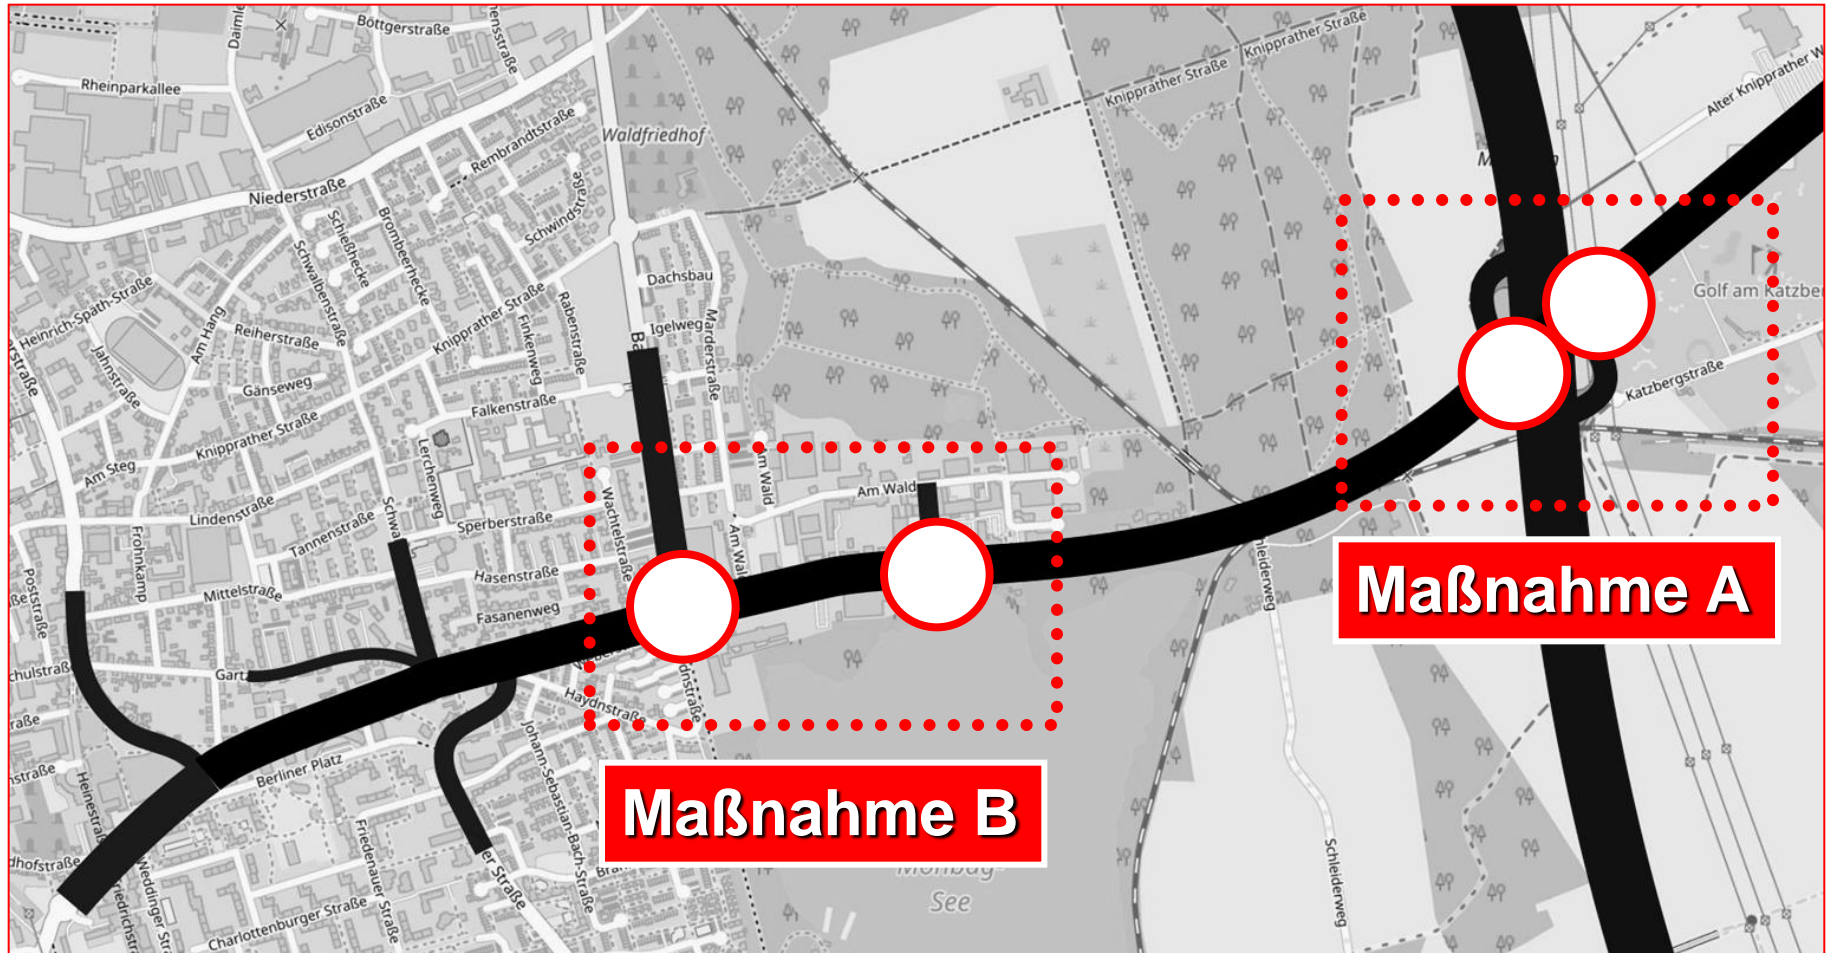 Böttgerstraße
Rheinparkallee
Edisonstraße
Rembrandtstraße
Niederstraße
Schwindstraße
Schießhecke
Brombeerhecke
Schwalbenstraße
Waldfriedhof
Knipprather Straße
Knipprather Straße
Alter Knipprather
Dachsbau
Igelweg
Marderstraße
Heinrich-Späth-Straße
Am Hang
Reiherstraße
Jahnstraße
Gänseweg
Knipprather Straße
Finkenweg
Rabenstraße
Falkenstraße
Knipprather Straße
Am Steg
Lerchenweg
Lindenstraße
Tannenstraße
Sperberstraße
Wachtelstraße
Am Wald
Am Wald
Golf am Katzber
Katzbergstraße
Frohnkamp
Poststraße
Mittelstraße
Hasenstraße
Fasanenweg
Maßnahme A
Haydnstraße
Johann-Sebastian-Bach-Straße
Berliner Platz
Maßnahme B
See
Friedenauer Straße
Charlottenburger Straße
Schleiderweg